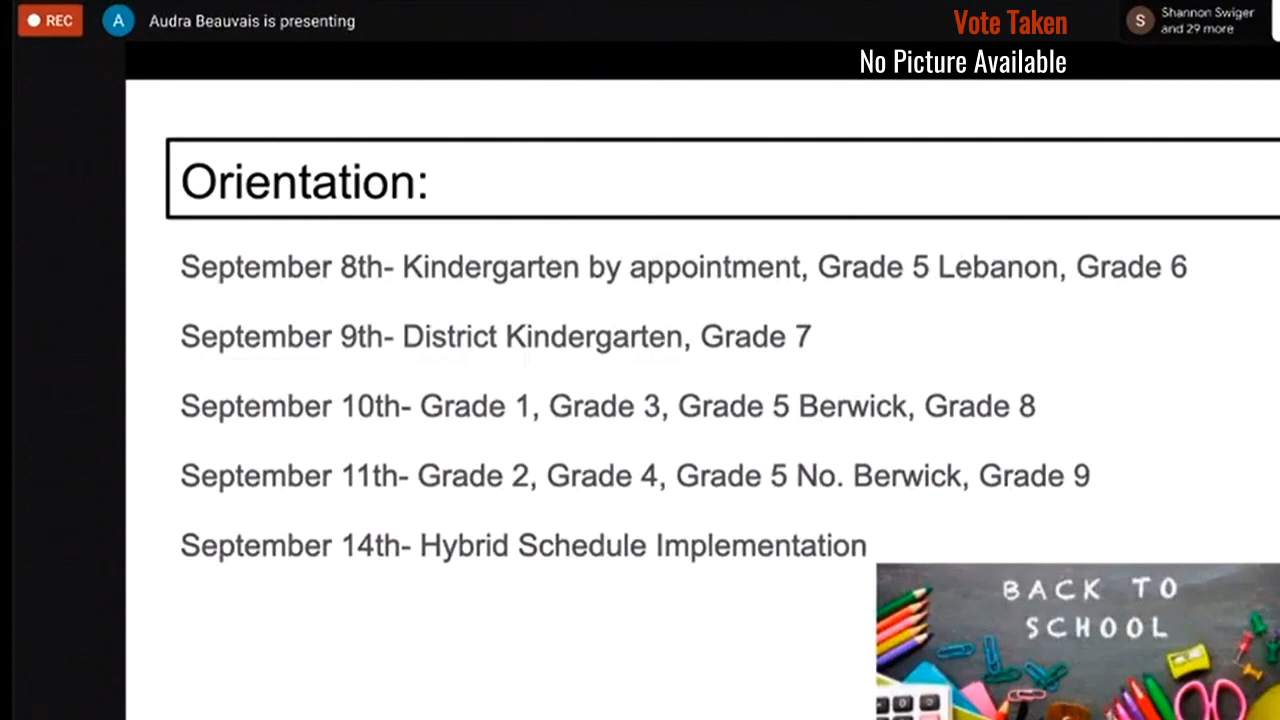 REC
A
Audra Beauvais is presenting
Vote Taken
No Picture Available
S
Shannon Swiger
and 29 more
Orientation:
September 8th- Kindergarten by appointment, Grade 5 Lebanon, Grade 6
September 9th- District Kindergarten, Grade 7
September 10th- Grade 1, Grade 3, Grade 5 Berwick, Grade 8
September 11th- Grade 2, Grade 4, Grade 5 No. Berwick, Grade 9
September 14th- Hybrid Schedule Implementation
BACK TO
SCHOOL